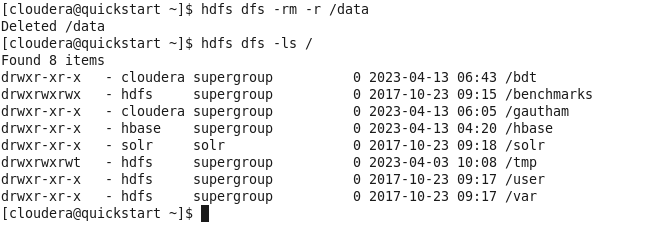 [cloudera@quickstart ~]$ hdfs dfs -rm -r /data
Deleted /data
[cloudera@quickstart ~]$ hdfs dfs -ls /
Found 8 items
drwxr-xr-x   - cloudera supergroup          0 2023-04-13 06:43 /bdt
drwxrwxrwx   - hdfs     supergroup          0 2017-10-23 09:15 /benchmarks
drwxr-xr-x   - cloudera supergroup          0 2023-04-13 06:05 /gautham
drwxr-xr-x   - hbase    supergroup          0 2023-04-13 04:20 /hbase
drwxr-xr-x   - solr     solr                0 2017-10-23 09:18 /solr
drwxrwxrwt   - hdfs     supergroup          0 2023-04-03 10:08 /tmp
drwxr-xr-x   - hdfs     supergroup          0 2017-10-23 09:17 /user
drwxr-xr-x   - hdfs     supergroup          0 2017-10-23 09:17 /var
[cloudera@quickstart ~]$